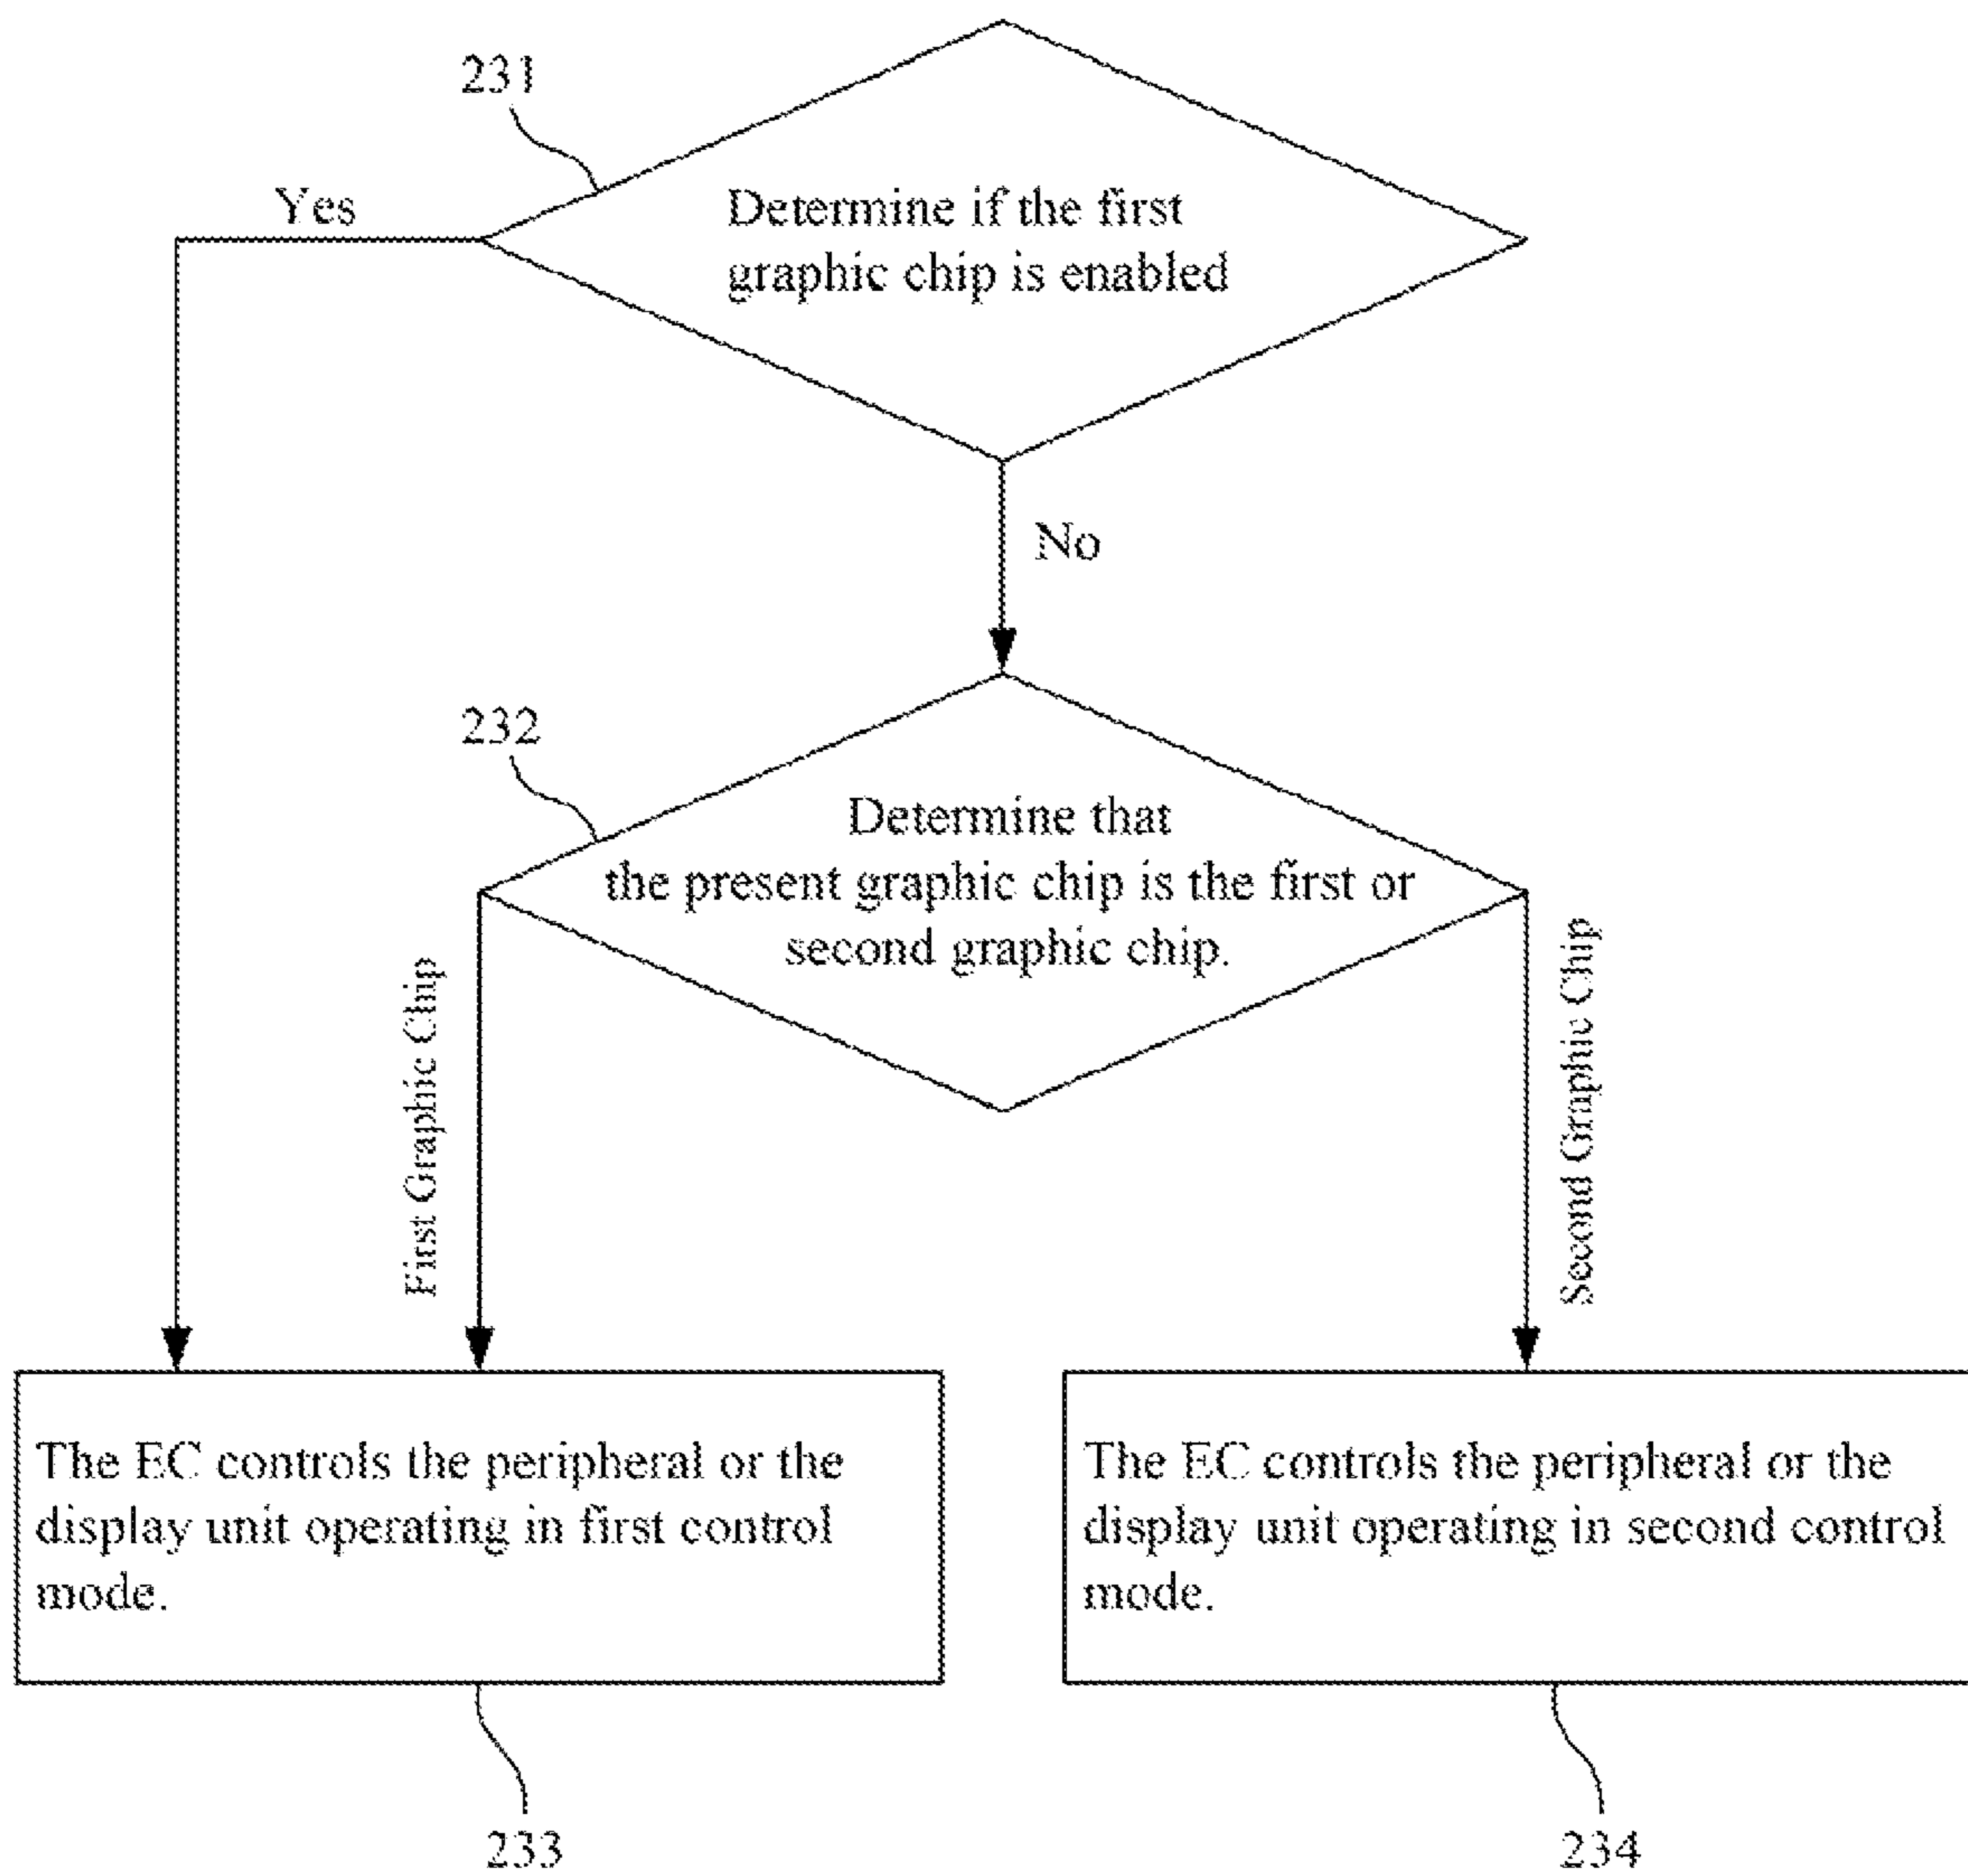 231
Yes
Determine if the first
graphic chip is enabled
No
232
Determine that
the present graphic chip is the first or
second graphic chip.
First Graphic Chip
Second Graphic Chip
The EC controls the peripheral or the
display unit operating in first control
mode.
The EC controls the peripheral or the
display unit operating in second control
mode.
233
234